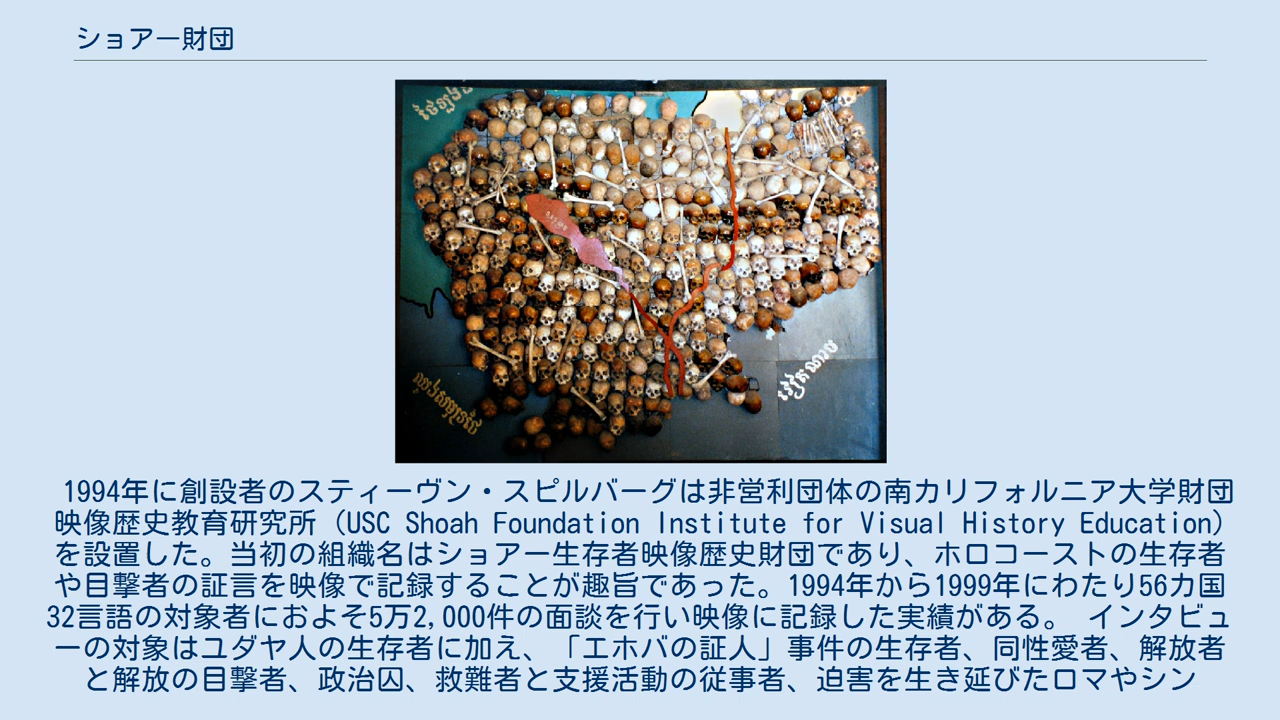 ショアー財団
1994年に創設者のスティーヴン・スピルバーグは非営利団体の南カリフォルニア大学財団
映像歴史教育研究所（USC Shoah Foundation Institute for Visual History Education）
を設置した。当初の組織名はショアー生存者映像歴史財団であり、ホロコーストの生存者
や目撃者の証言を映像で記録することが趣旨であった。1994年から1999年にわたり56カ国
32言語の対象者におよそ5万2,000件の面談を行い映像に記録した実績がある。 インタビュ
ーの対象はユダヤ人の生存者に加え、「エホバの証人」事件の生存者、同性愛者、解放者
と解放の目撃者、政治囚、救難者と支援活動の従事者、迫害を生き延びたロマやシン